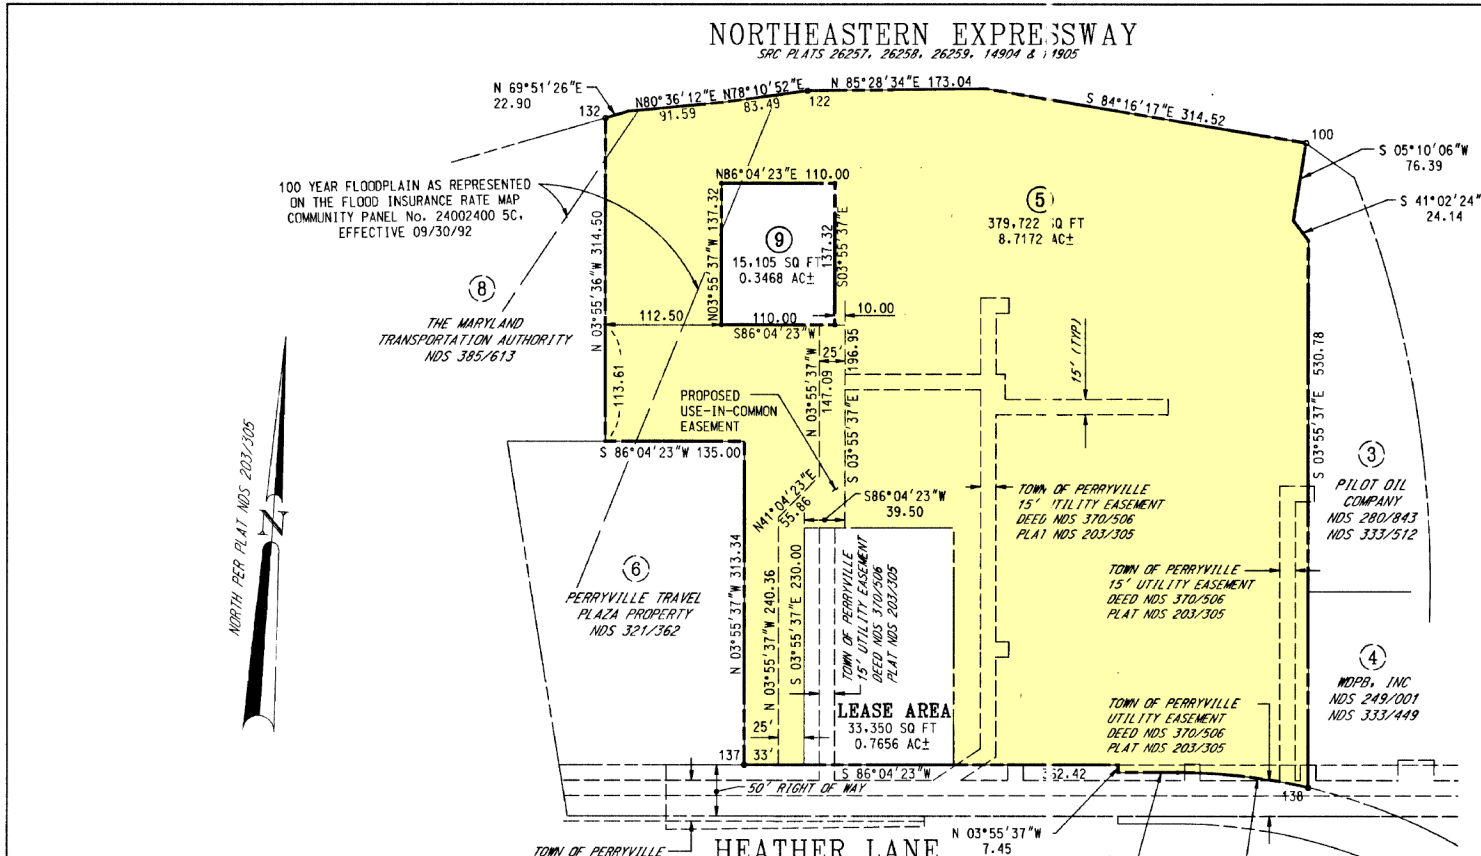 NORTHEASTERN EXPRESSWAY
SRC PLATS 26257, 26258, 26259, 14904 & 14905
N 69°51'26"E
22.90
132
N80°36'12"E
91.59
N78°10'52"E
83.49
122
N 85°28'34"E 173.04
S 84°16'17"E 314.52
100
S 05°10'06"W
76.39
S 41°02'24"
24.14
100 YEAR FLOODPLAIN AS REPRESENTED
ON THE FLOOD INSURANCE RATE MAP
COMMUNITY PANEL No. 24002400 5C,
EFFECTIVE 09/30/92
N 03°55'36"W 314.50
N86°04'23"E 110.00
N03°55'37"W 137.32
9
15,105 SQ FT
0.3468 AC±
137.32
S03°55'37"E
5
379,722 SQ FT
8.7172 AC±
8
THE MARYLAND
TRANSPORTATION AUTHORITY
NDS 385/613
112.50
110.00
S86°04'23"W
10.00
25'
113.61
N 03°55'37"W
147.09
S 03°55'37"E 196.95
15' (TYP)
S 03°55'37"E 530.78
PROPOSED
USE-IN-COMMON
EASEMENT
NORTH PER PLAT NDS 203/305
N
S 86°04'23"W 135.00
N41°04'23"E
55.86
S86°04'23"W
39.50
TOWN OF PERRYVILLE
15' UTILITY EASEMENT
DEED NDS 370/506
PLAT NDS 203/305
3
PILOT OIL
COMPANY
NDS 280/843
NDS 333/512
6
PERRYVILLE TRAVEL
PLAZA PROPERTY
NDS 321/362
N 03°55'37"W 313.34
N 03°55'37"W 240.36
S 03°55'37"E 230.00
TOWN OF PERRYVILLE
15' UTILITY EASEMENT
DEED NDS 370/506
PLAT NDS 203/305
TOWN OF PERRYVILLE
15' UTILITY EASEMENT
DEED NDS 370/506
PLAT NDS 203/305
4
WDPB, INC
NDS 249/001
NDS 333/449
LEASE AREA
33,350 SQ FT
0.7656 AC±
TOWN OF PERRYVILLE
UTILITY EASEMENT
DEED NDS 370/506
PLAT NDS 203/305
25'
137
33'
S 86°04'23"W
362.42
50' RIGHT OF WAY
138
N 03°55'37"W
7.45
TOWN OF PERRYVILLE
HEATHER LANE